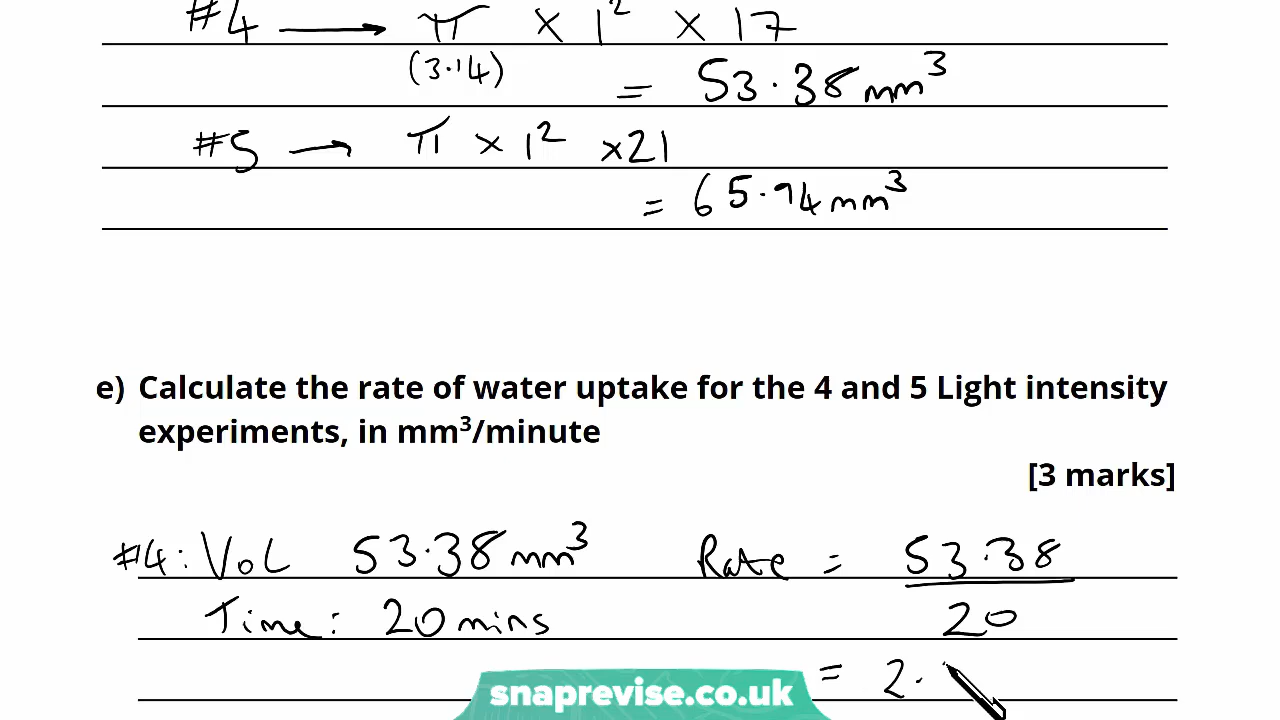 #4 → π × 1² × 17
(3.14)
= 53.38 mm³
#5 → π × 1² × 21
= 65.94 mm³
e) Calculate the rate of water uptake for the 4 and 5 Light intensity
experiments, in mm³/minute
[3 marks]
#4: VOL 53.38 mm³ Rate = 53.38
Time: 20 mins 20
= 2.
snaprevise.co.uk